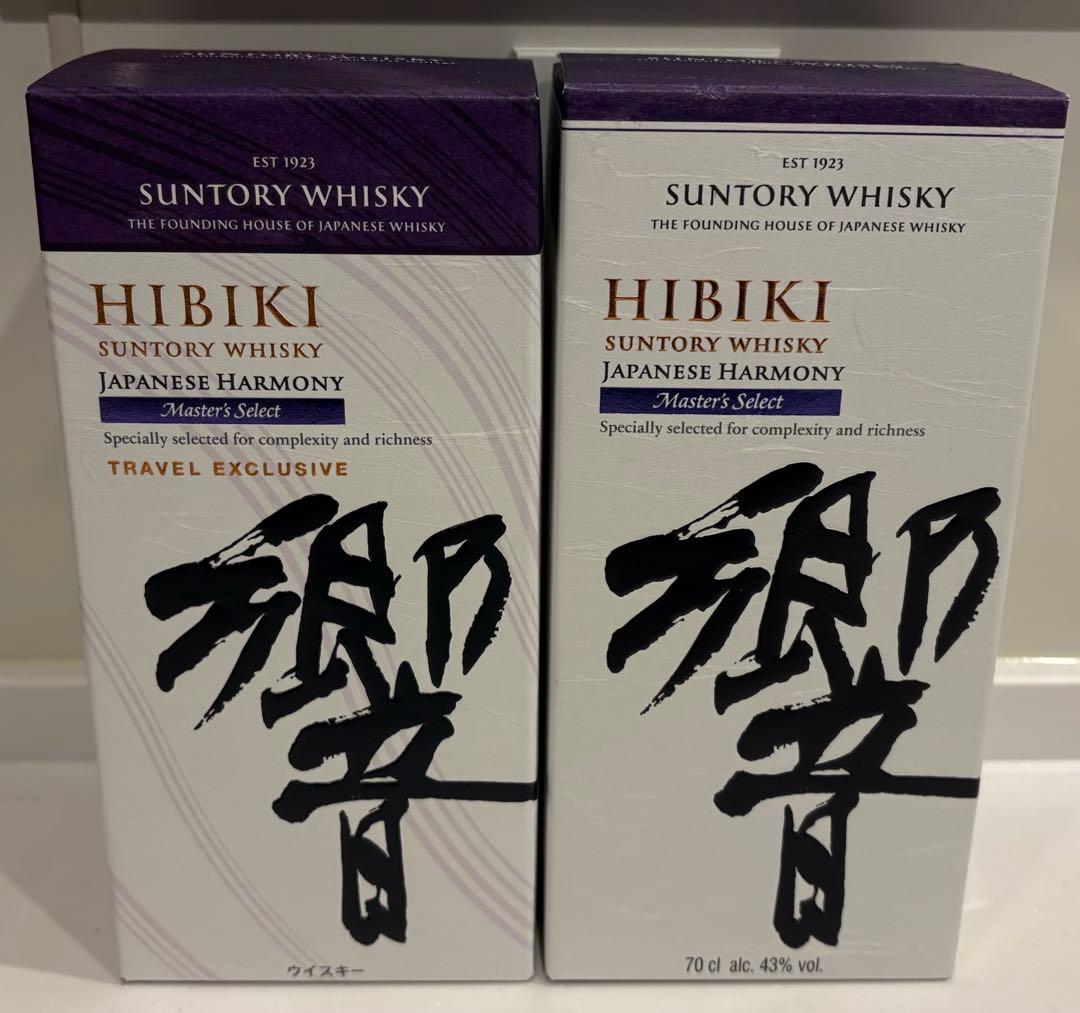 EST 1923
SUNTORY WHISKY
THE FOUNDING HOUSE OF JAPANESE WHISKY
HIBIKI
SUNTORY WHISKY
JAPANESE HARMONY
Master's Select
Specially selected for complexity and richness
TRAVEL EXCLUSIVE
響
ウイスキー
EST 1923
SUNTORY WHISKY
THE FOUNDING HOUSE OF JAPANESE WHISKY
HIBIKI
SUNTORY WHISKY
JAPANESE HARMONY
Master's Select
Specially selected for complexity and richness
響
70 cl alc. 43% vol.